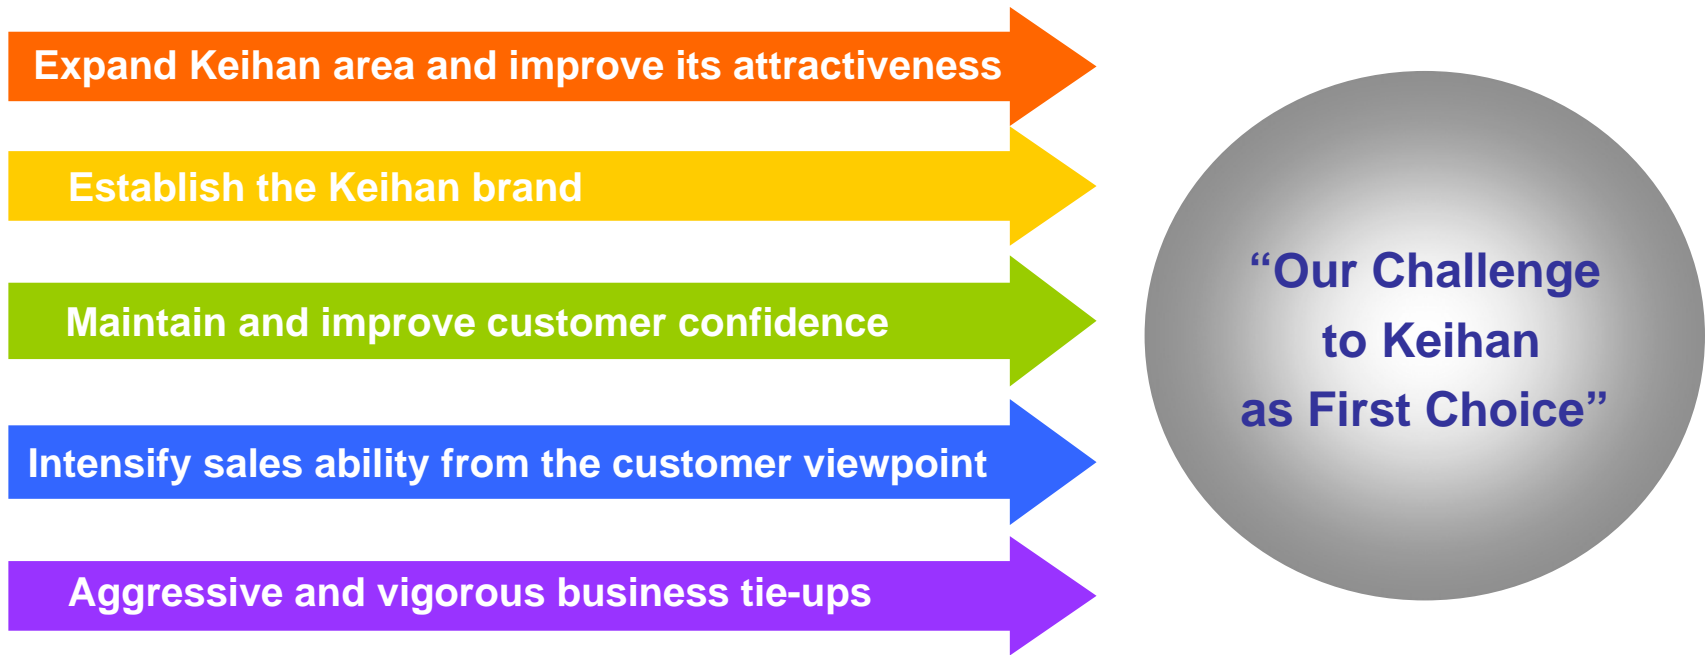 Expand Keihan area and improve its attractiveness
Establish the Keihan brand
Maintain and improve customer confidence
Intensify sales ability from the customer viewpoint
Aggressive and vigorous business tie-ups
“Our Challenge
to Keihan
as First Choice”